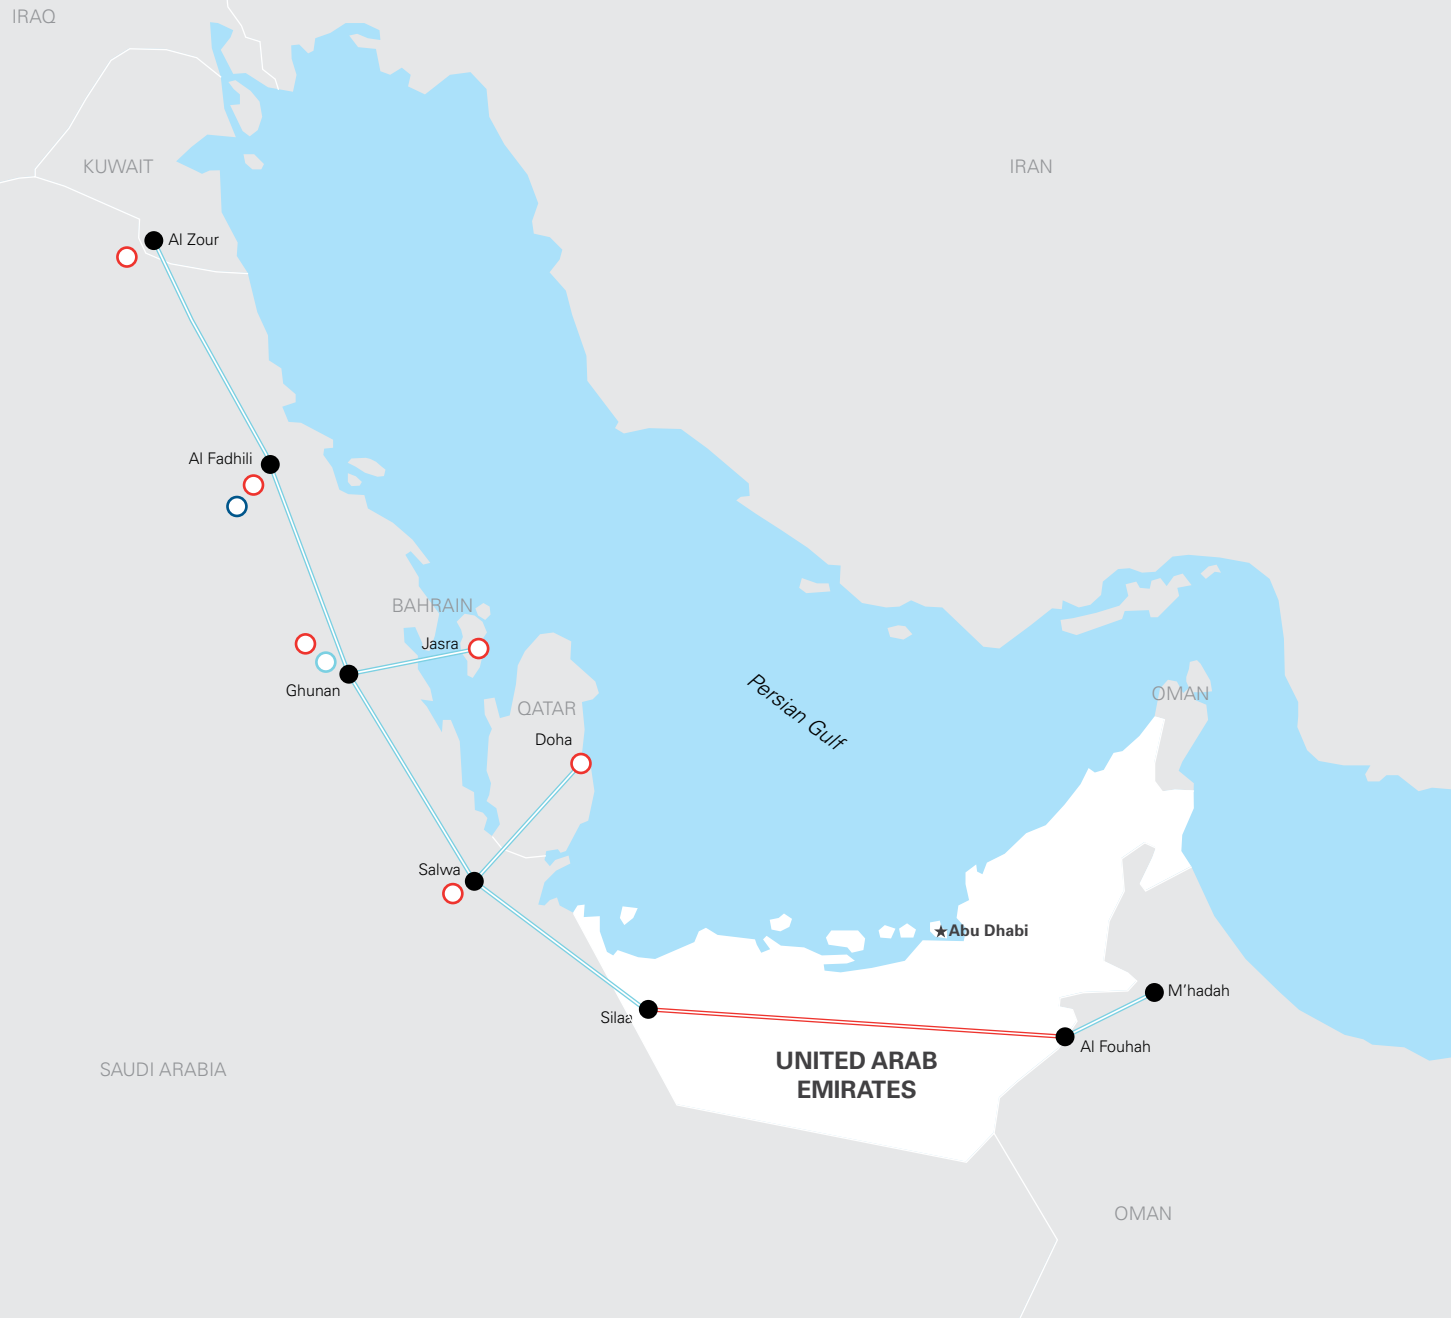 IRAQ
KUWAIT
IRAN
Al Zour
Al Fadhili
BAHRAIN
Jasra
Ghunan
QATAR
Doha
Persian Gulf
OMAN
Salwa
Abu Dhabi
M'hadah
Silaa
Al Fouhah
UNITED ARAB
EMIRATES
SAUDI ARABIA
OMAN